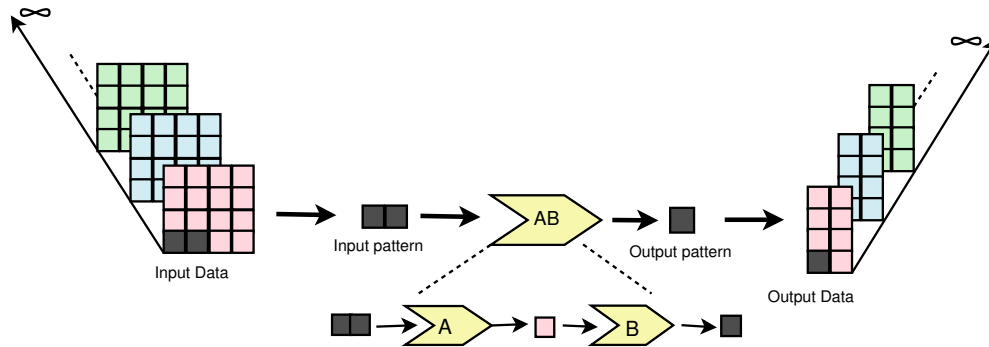 ∞
∞
AB
Input pattern
Output pattern
Input Data
Output Data
A
B